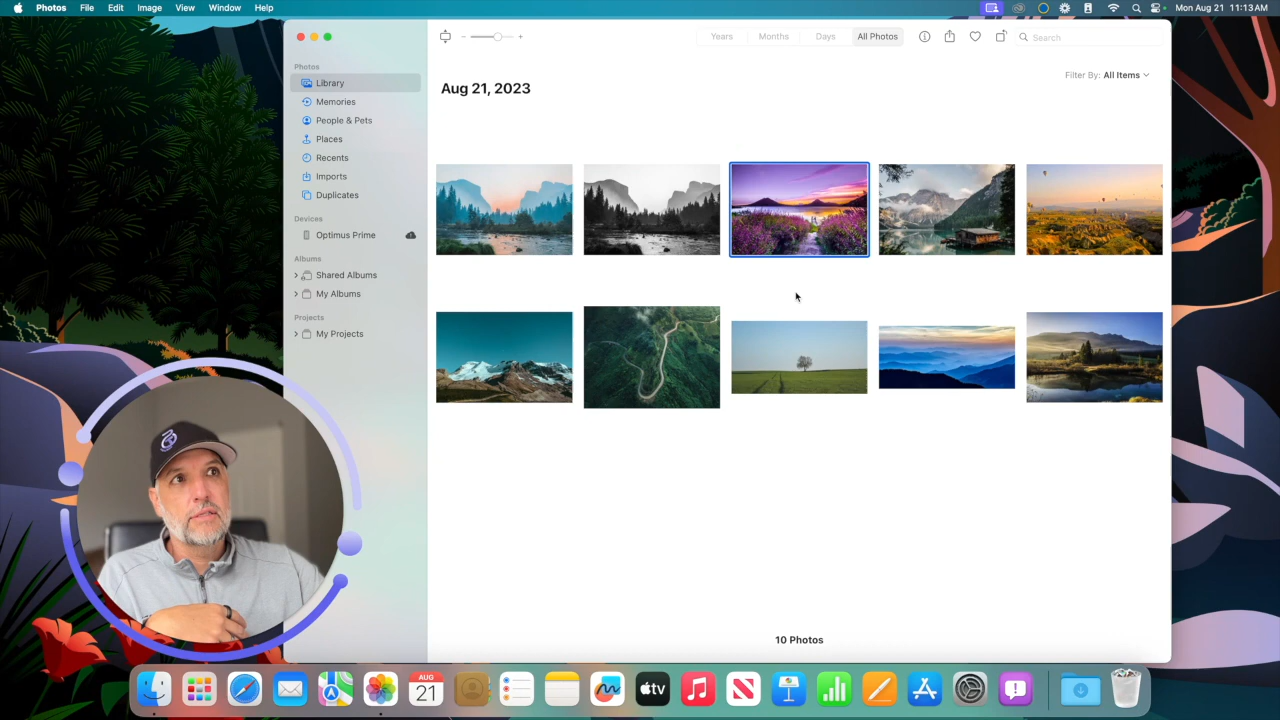 Photos File Edit Image View Window Help
Mon Aug 21 11:13AM
Years Months Days All Photos
Search
Photos
Library
Memories
People & Pets
Places
Recents
Imports
Duplicates
Devices
Optimus Prime
Albums
Shared Albums
My Albums
Projects
My Projects
Aug 21, 2023
Filter By: All Items
10 Photos
AUG
21
tv